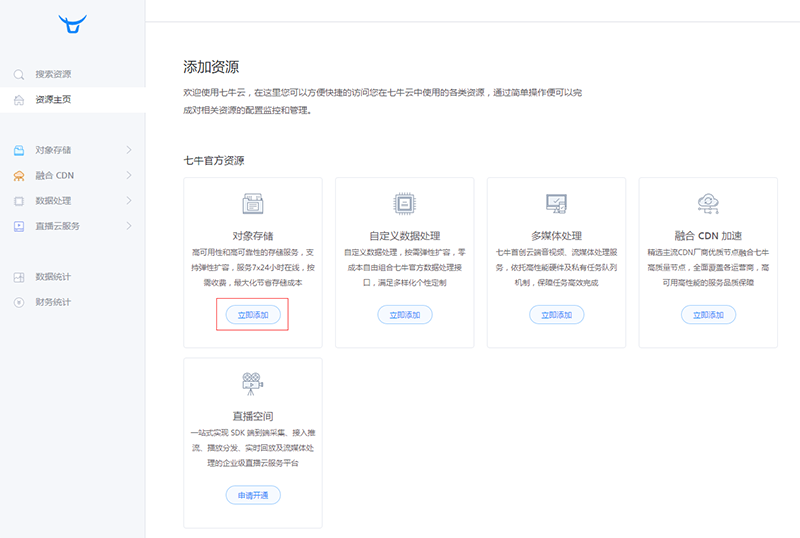 搜索资源
资源主页
对象存储
融合 CDN
数据处理
直播云服务
数据统计
财务统计
添加资源
欢迎使用七牛云，在这里您可以方便快捷的访问您在七牛云中使用的各类资源，通过简单操作便可以完
成对相关资源的配置监控和管理。
七牛官方资源
对象存储
高可用性和高可靠性的存储服务，支
持弹性扩容，服务7x24小时在线，按
需收费，最大化节省存储成本
立即添加
自定义数据处理
自定义数据处理，按需弹性扩容，零
成本自由组合七牛官方数据处理接
口，满足多样化个性定制
立即添加
多媒体处理
七牛首创云端音视频、流媒体处理服
务，依托高性能硬件及私有任务队列
机制，保障任务高效完成
立即添加
融合 CDN 加速
精选主流CDN厂商优质节点融合七牛
高质量节点，全面覆盖各运营商，高
可用高性能的服务品质保障
立即添加
直播空间
一站式实现 SDK 端到端采集、接入推
流、播放分发、实时回放及流媒体处
理的企业级直播云服务平台
申请开通